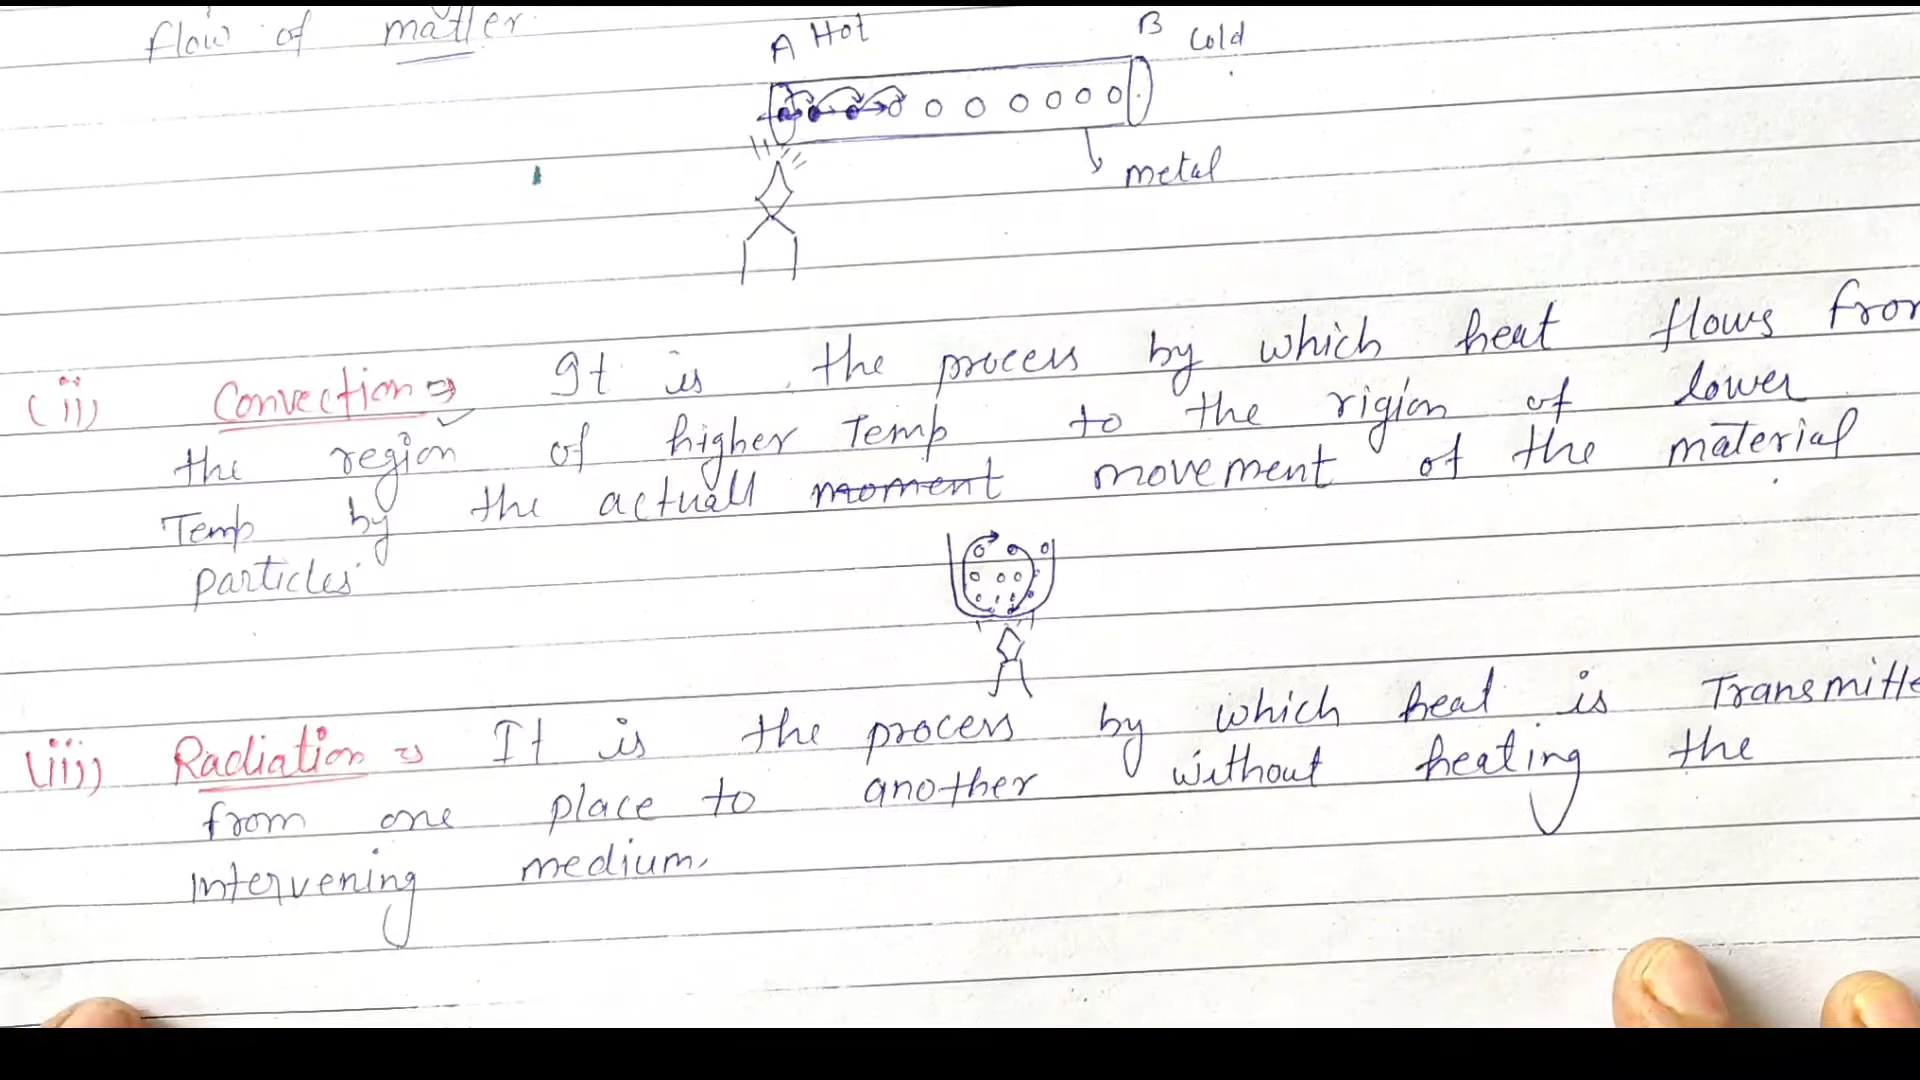 flow of matter.
A Hot B Cold
metal
(ii) Convection ⇒ It is the process by which heat flows from
the region of higher Temp to the rigion of lower
Temp by the actuall moment movement of the material
particles.
(iii) Radiation ⇒ It is the process by which heat is Transmitte
from one place to another without heating the
intervening medium.